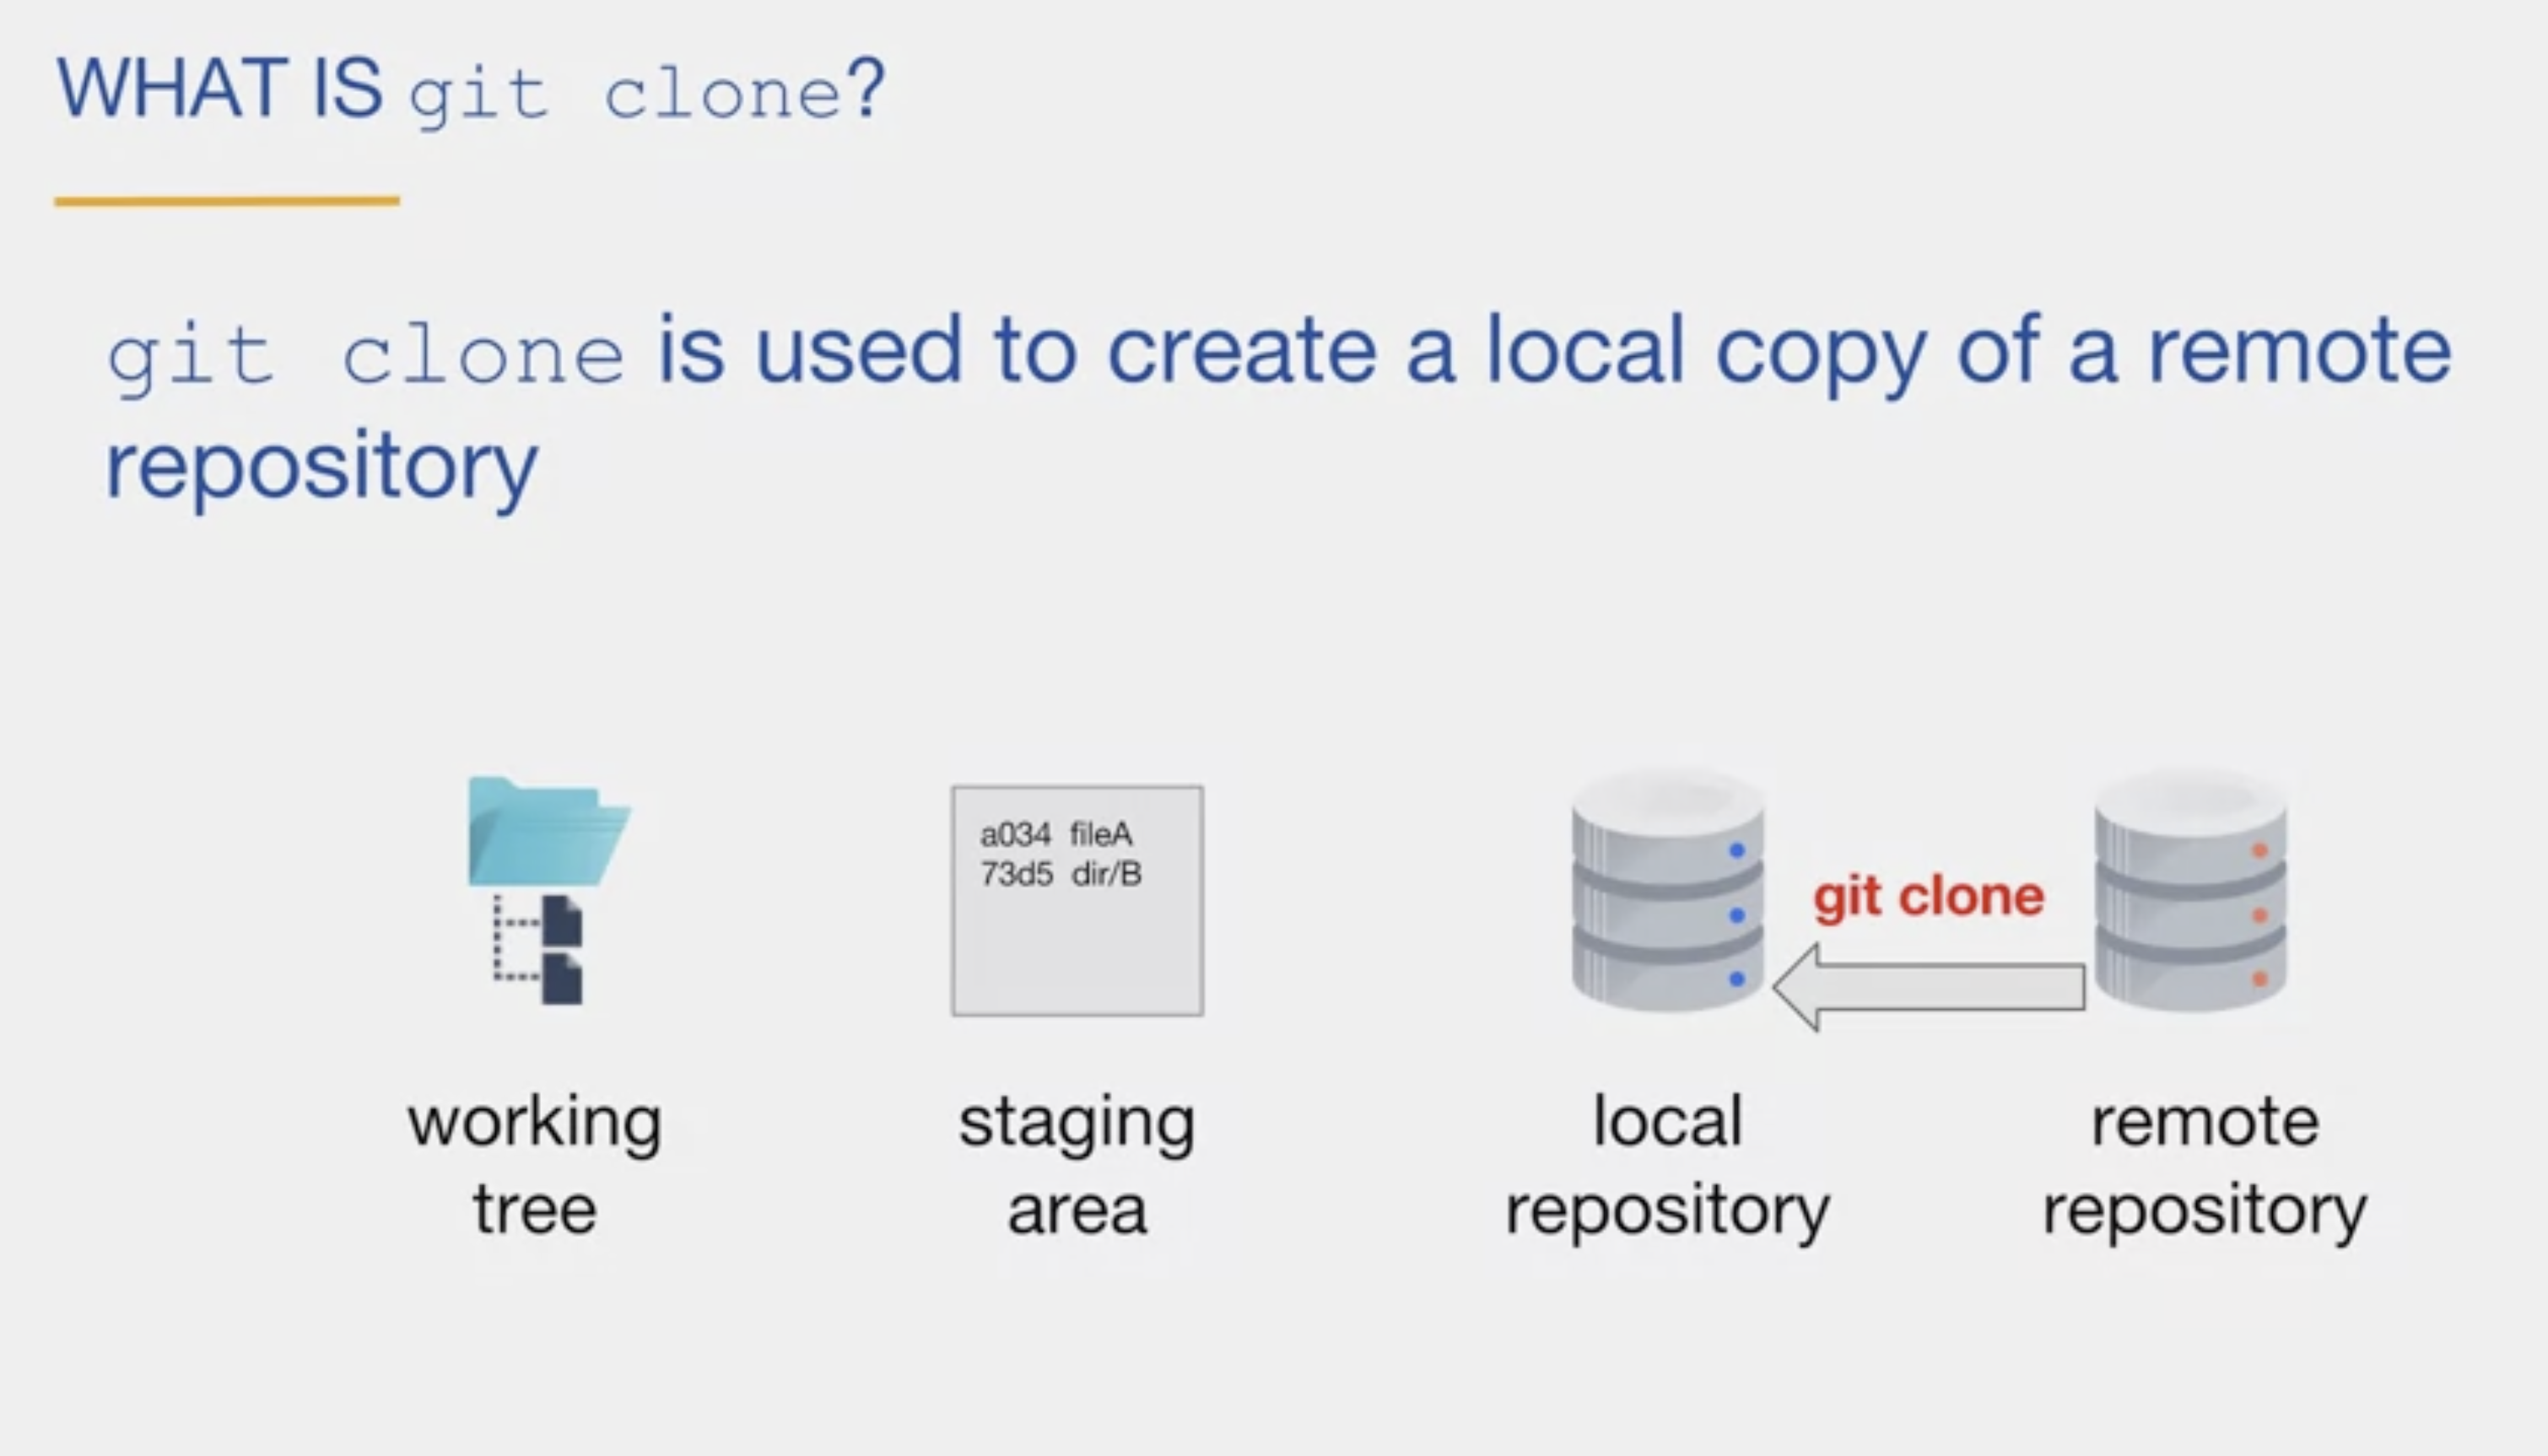 WHAT IS git clone?
git clone is used to create a local copy of a remote
repository
a034 fileA
73d5 dir/B
git clone
working
tree
staging
area
local
repository
remote
repository